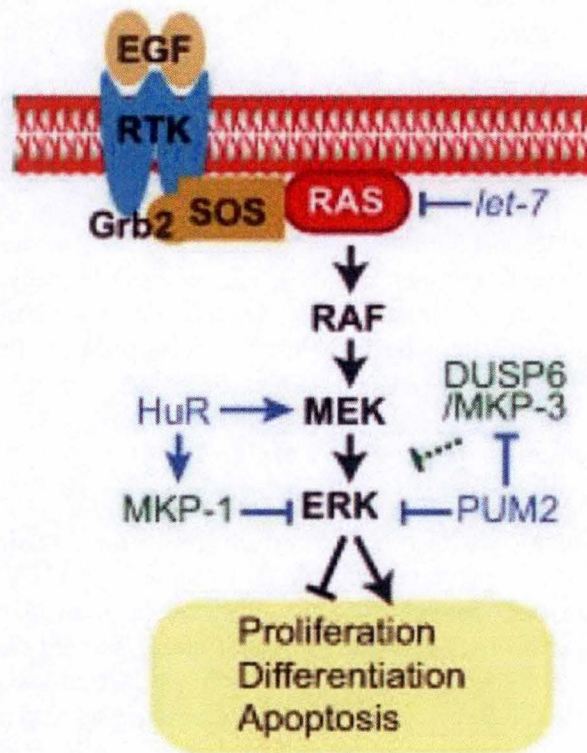 EGF
RTK
Grb2 SOS RAS let-7
RAF
DUSP6
/MKP-3
HuR MEK
MKP-1 ERK PUM2
Proliferation
Differentiation
Apoptosis